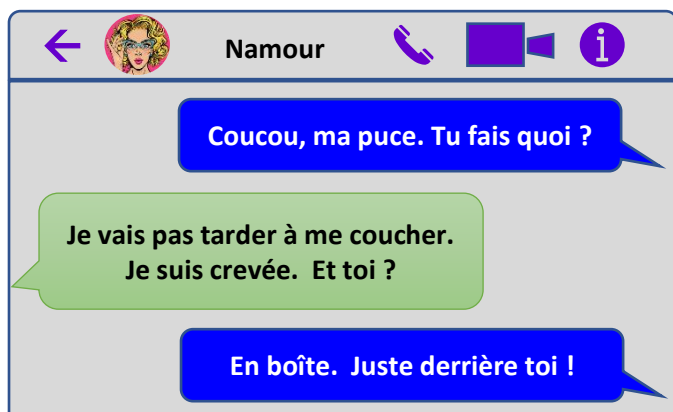 Namour
Coucou, ma puce. Tu fais quoi ?
Je vais pas tarder à me coucher.
Je suis crevée.  Et toi ?
En boîte.  Juste derrière toi !